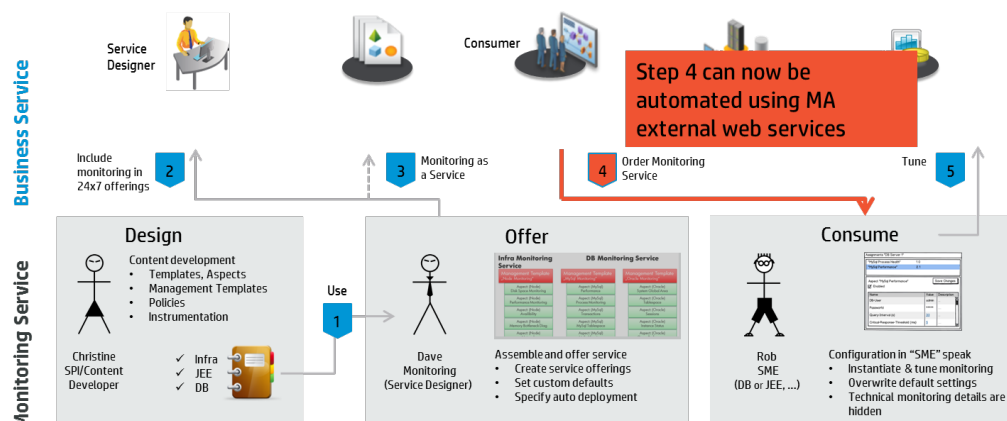 Business Service
Service
Designer
Consumer
Step 4 can now be
automated using MA
external web services
Include
monitoring in
24x7 offerings
2
3
Monitoring as
a Service
4
Order Monitoring
Service
Tune
5
Monitoring Service
Design
Content development
• Templates, Aspects
• Management Templates
• Policies
• Instrumentation
Christine
SPI/Content
Developer
✓ Infra
✓ JEE
✓ DB
Use
1
Offer
Infra Monitoring
Service
DB Monitoring Service
Dave
Monitoring
(Service Designer)
Assemble and offer service
• Create service offerings
• Set custom defaults
• Specify auto deployment
Consume
Rob
SME
(DB or JEE, ...)
Configuration in “SME” speak
• Instantiate & tune monitoring
• Overwrite default settings
• Technical monitoring details are
hidden